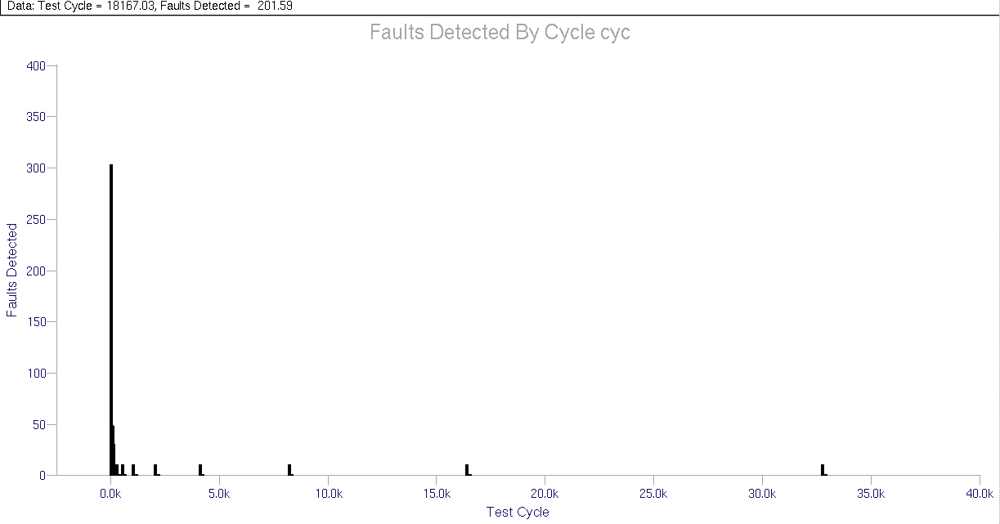 Data: Test Cycle = 18167.03, Faults Detected = 201.59
Faults Detected By Cycle cyc
400
350
300
250
200
150
100
50
0
Faults Detected
0.0k 5.0k 10.0k 15.0k 20.0k 25.0k 30.0k 35.0k 40.0k
Test Cycle